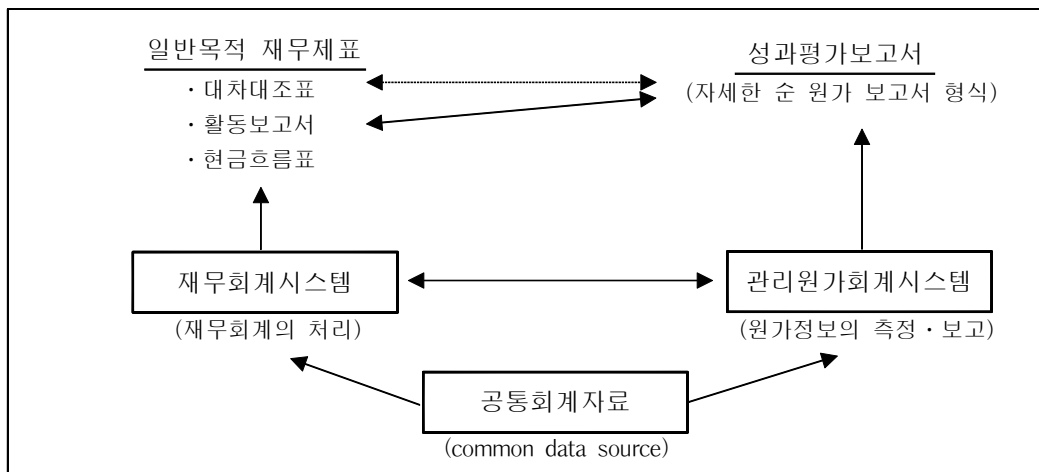 일반목적 재무제표
· 대차대조표
· 활동보고서
· 현금흐름표
성과평가보고서
(자세한 순 원가 보고서 형식)
재무회계시스템
(재무회계의 처리)
관리원가회계시스템
(원가정보의 측정·보고)
공통회계자료
(common data source)